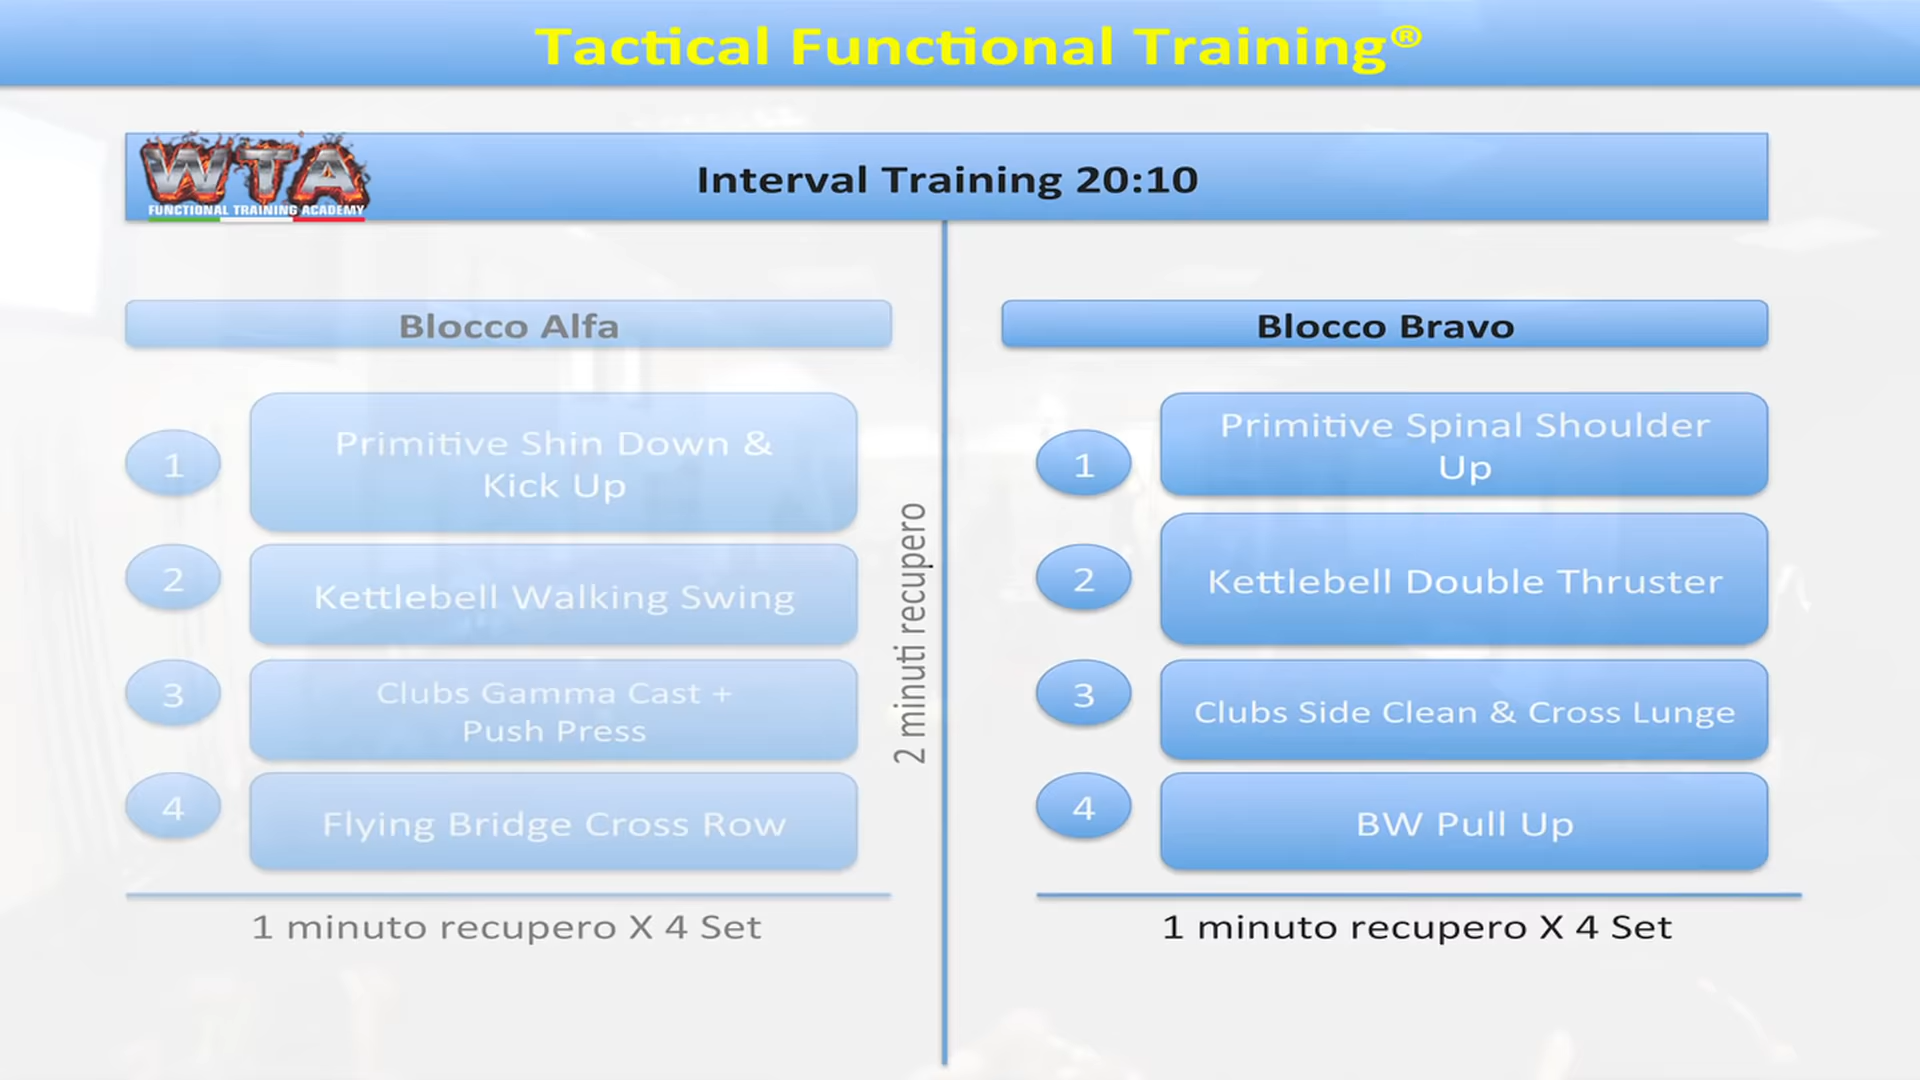 Tactical Functional Training®
WTA
FUNCTIONAL TRAINING ACADEMY
Interval Training 20:10
Blocco Alfa
1
Primitive Shin Down &
Kick Up
2
Kettlebell Walking Swing
3
Clubs Gamma Cast +
Push Press
4
Flying Bridge Cross Row
1 minuto recupero X 4 Set
2 minuti recupero
Blocco Bravo
1
Primitive Spinal Shoulder
Up
2
Kettlebell Double Thruster
3
Clubs Side Clean & Cross Lunge
4
BW Pull Up
1 minuto recupero X 4 Set